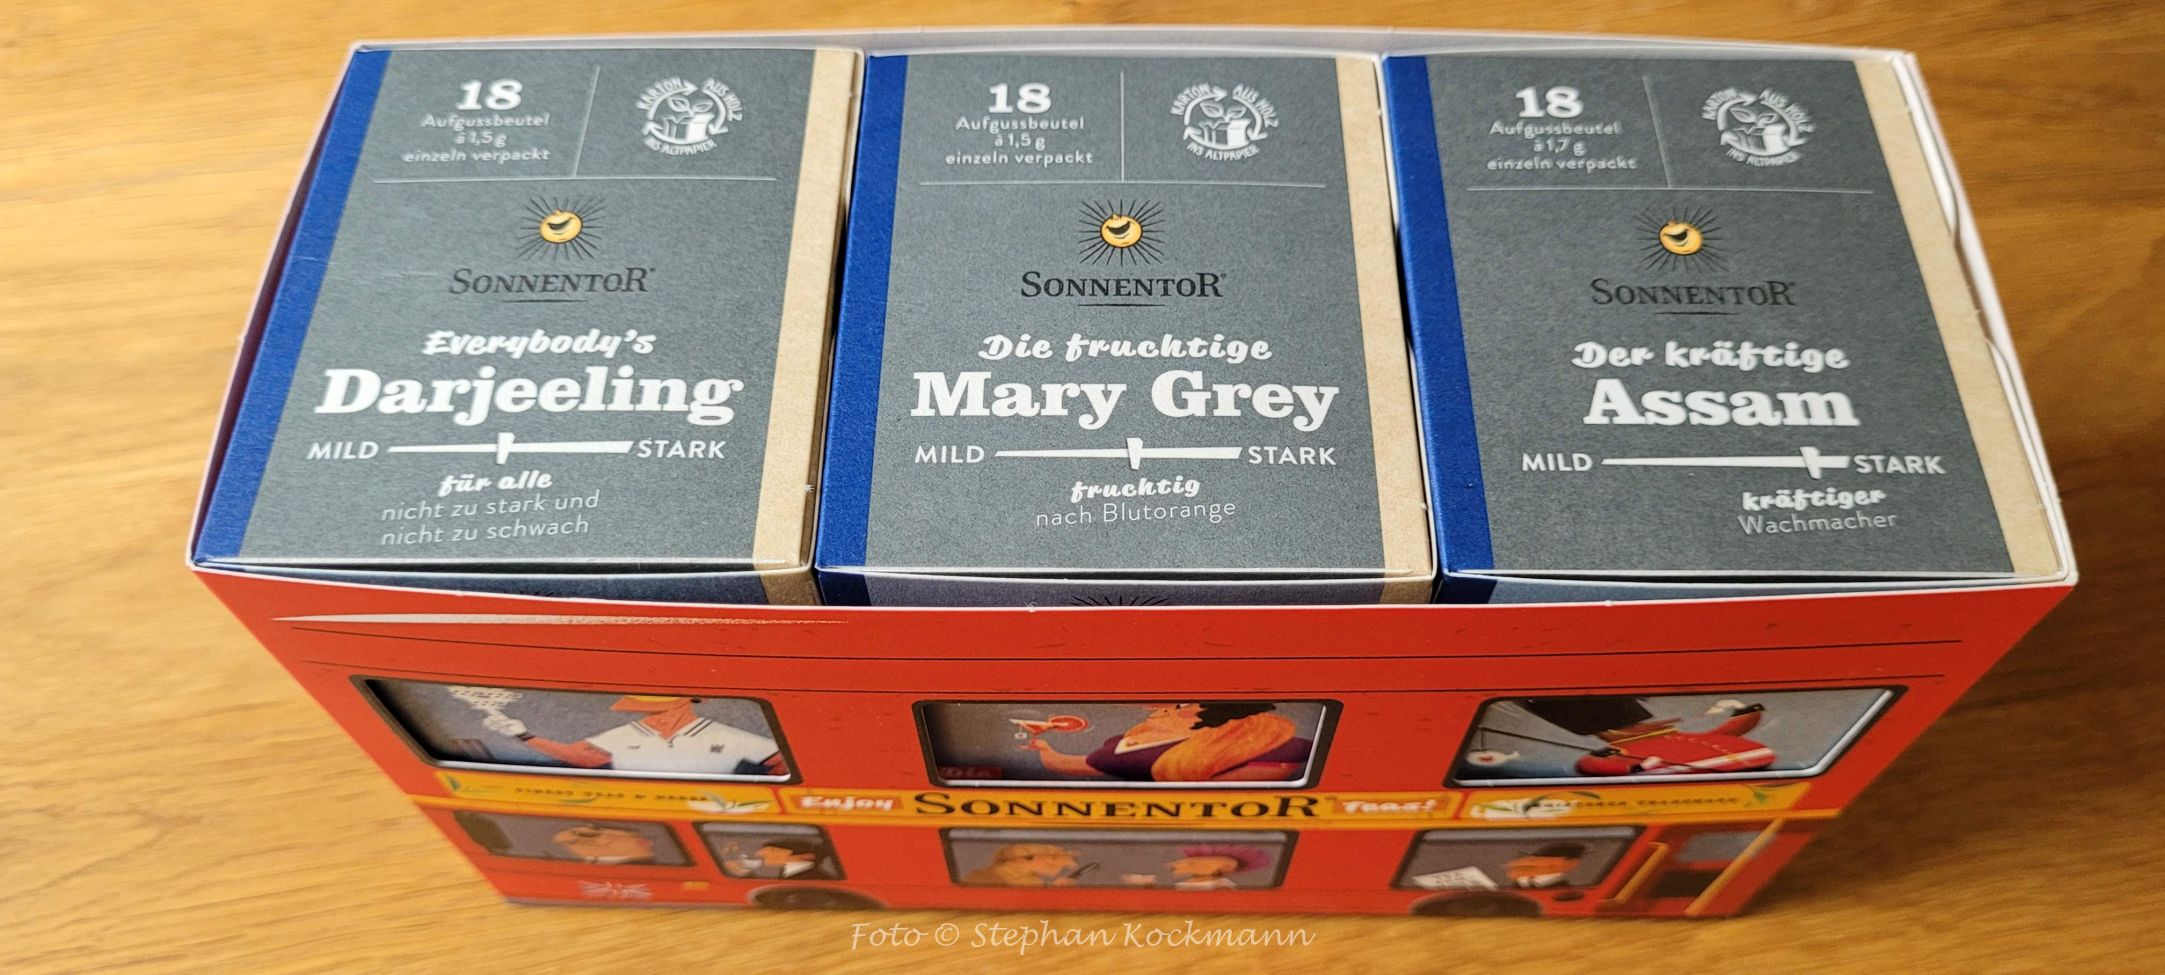 18
Aufgussbeutel
à 1,5 g
einzeln verpackt
KARTON AUS HOLZ
INS ALTPAPIER
SONNENTOR®
Everybody's
Darjeeling
MILD STARK
für alle
nicht zu stark und
nicht zu schwach
18
Aufgussbeutel
à 1,5 g
einzeln verpackt
KARTON AUS HOLZ
INS ALTPAPIER
SONNENTOR®
Die fruchtige
Mary Grey
MILD STARK
fruchtig
nach Blutorange
18
Aufgussbeutel
à 1,7 g
einzeln verpackt
KARTON AUS HOLZ
INS ALTPAPIER
SONNENTOR®
Der kräftige
Assam
MILD STARK
kräftiger
Wachmacher
Die
Enjoy SONNENTOR® Teas!
Foto © Stephan Kockmann